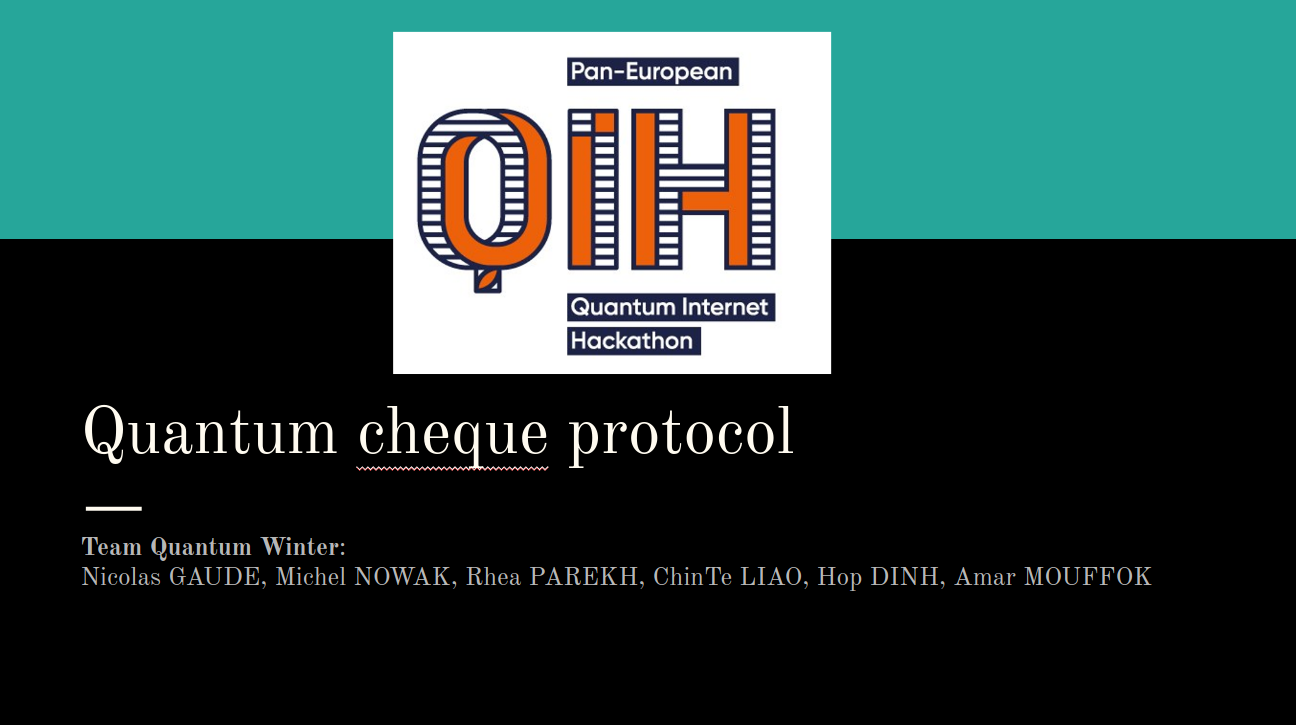 Pan-European
QiH
Quantum Internet
Hackathon
Quantum cheque protocol
Team Quantum Winter:
Nicolas GAUDE, Michel NOWAK, Rhea PAREKH, ChinTe LIAO, Hop DINH, Amar MOUFFOK